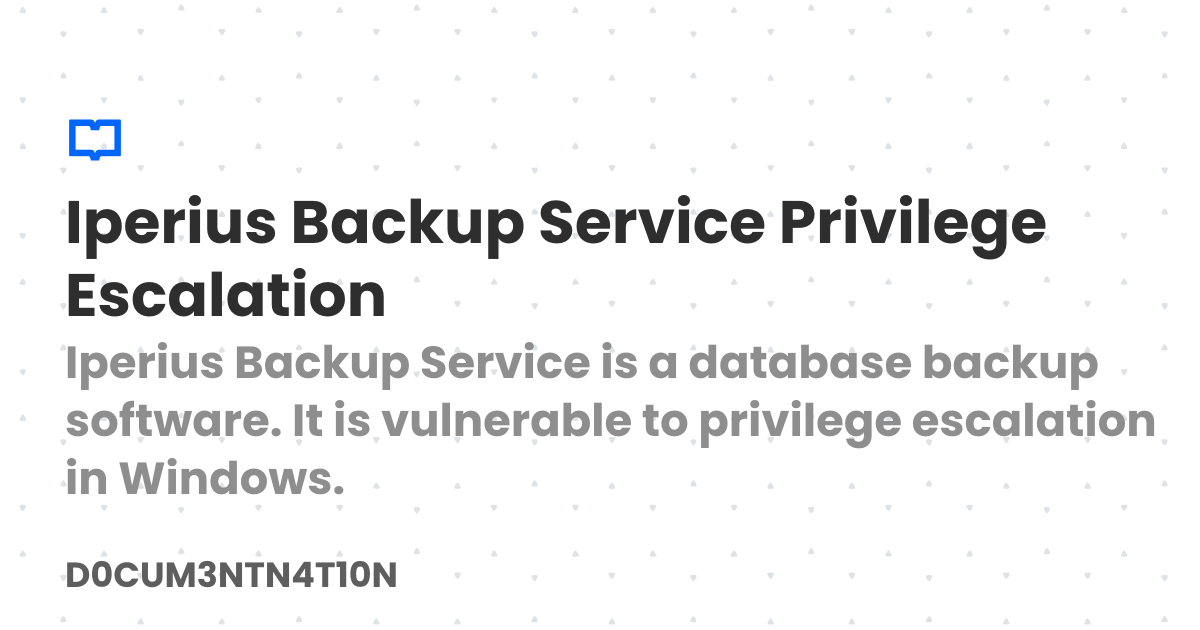 Iperius Backup Service Privilege
Escalation
Iperius Backup Service is a database backup
software. It is vulnerable to privilege escalation
in Windows.
D0CUM3NTN4T10N